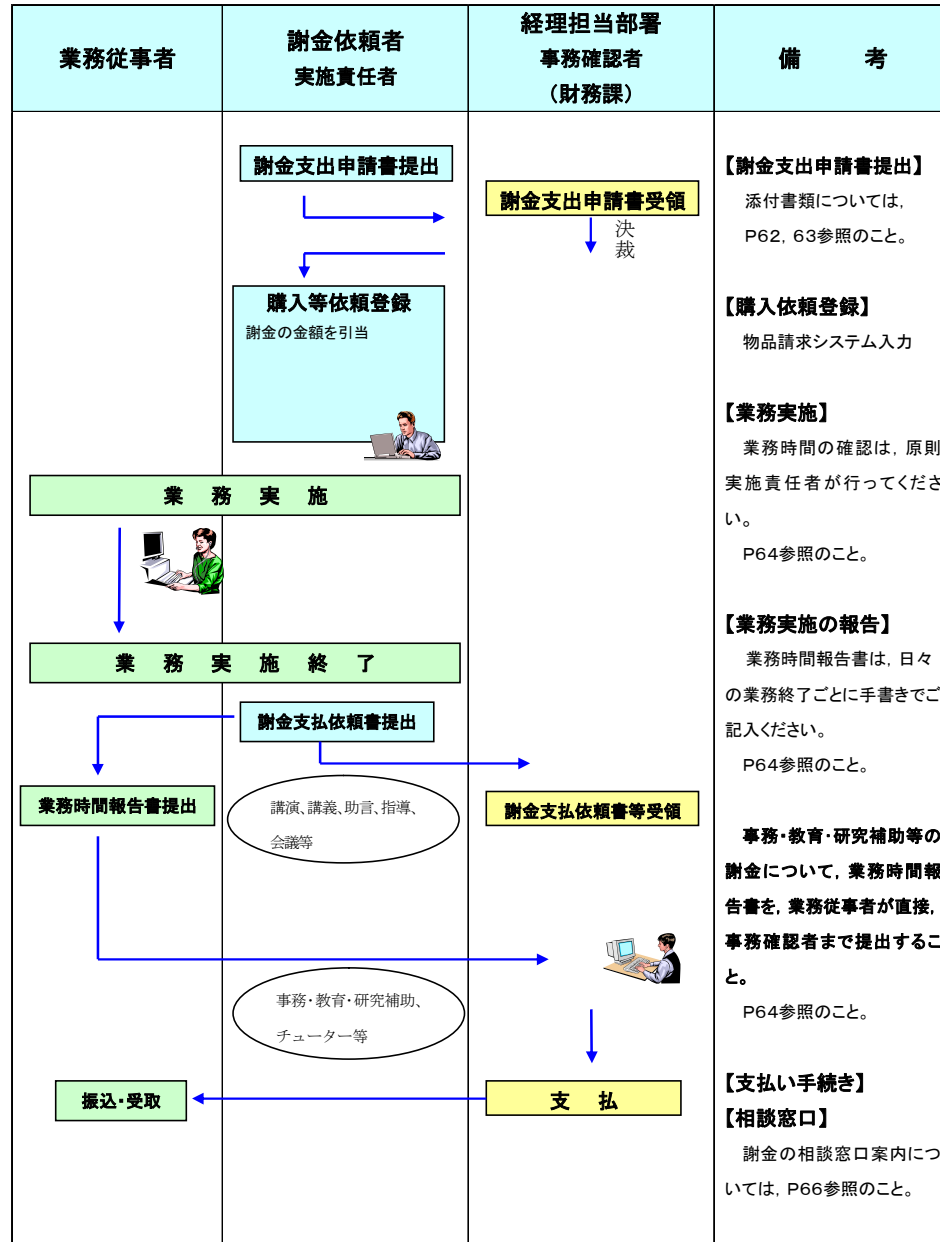 業務従事者
謝金依頼者
実施責任者
経理担当部署
事務確認者
（財務課）
備　考
謝金支出申請書提出
謝金支出申請書受領
決裁
購入等依頼登録
謝金の金額を引当
業　務　実　施
業　務　実　施　終　了
謝金支払依頼書提出
業務時間報告書提出
講演、講義、助言、指導、
会議等
謝金支払依頼書等受領
事務・教育・研究補助、
チューター等
振込・受取
支　払
【謝金支出申請書提出】
添付書類については，
P62，63参照のこと。
【購入依頼登録】
物品請求システム入力
【業務実施】
業務時間の確認は，原則
実施責任者が行ってくださ
い。
P64参照のこと。
【業務実施の報告】
業務時間報告書は，日々
の業務終了ごとに手書きでご
記入ください。
P64参照のこと。
事務・教育・研究補助等の
謝金について，業務時間報
告書を，業務従事者が直接，
事務確認者まで提出するこ
と。
P64参照のこと。
【支払い手続き】
【相談窓口】
謝金の相談窓口案内につ
いては，P66参照のこと。